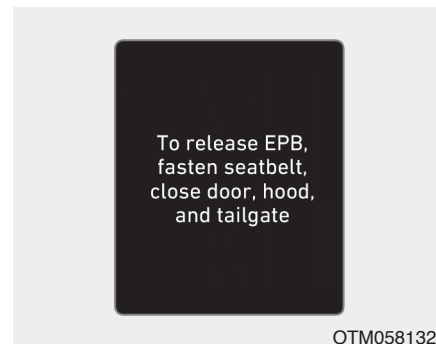 To release EPB,
fasten seatbelt,
close door, hood,
and tailgate
OTM058132